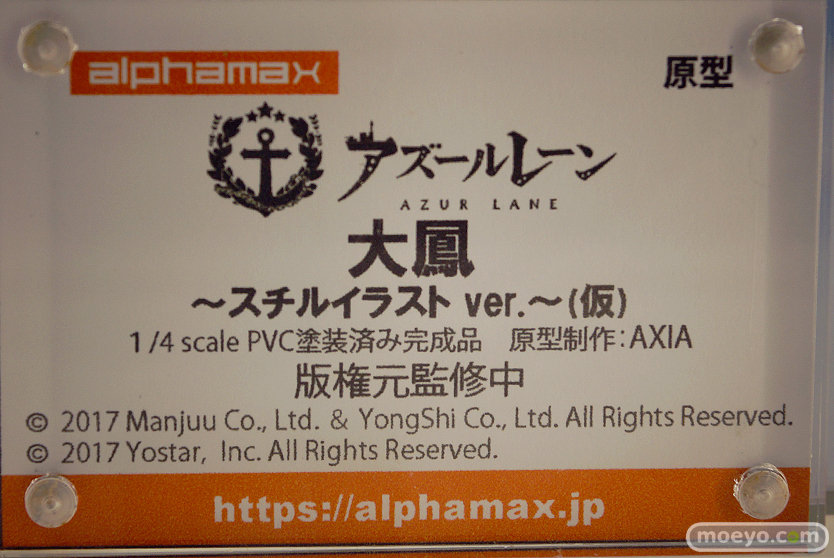 alphamax
原型
アズールレーン
AZUR LANE
大鳳
～スチルイラスト ver.～(仮)
1/4 scale PVC塗装済み完成品　原型制作：AXIA
版権元監修中
© 2017 Manjuu Co., Ltd. & YongShi Co., Ltd. All Rights Reserved.
© 2017 Yostar, Inc. All Rights Reserved.
https://alphamax.jp
moeyo.com